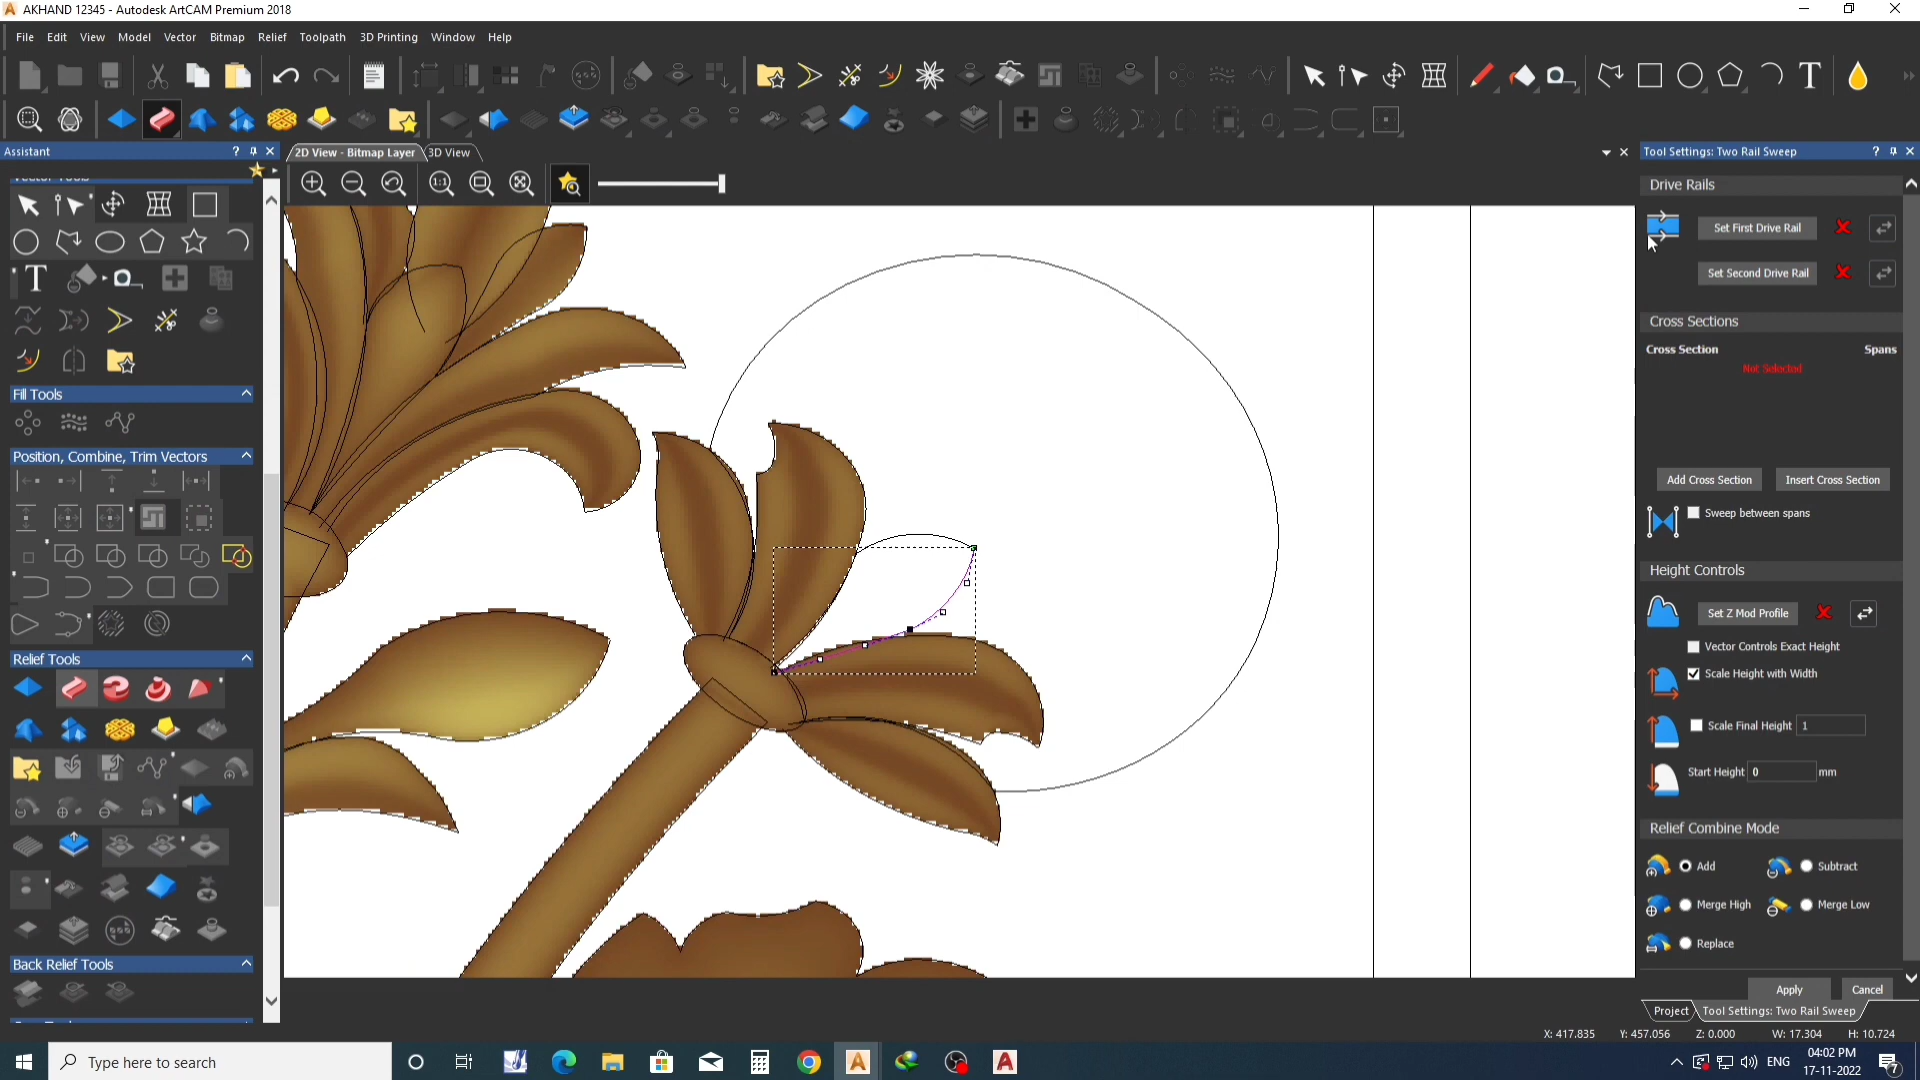 AKHAND 12345 - Autodesk ArtCAM Premium 2018
File Edit View Model Vector Bitmap Relief Toolpath 3D Printing Window Help
Assistant
2D View - Bitmap Layer
3D View
Tool Settings: Two Rail Sweep
Drive Rails
Set First Drive Rail
Set Second Drive Rail
Cross Sections
Cross Section Spans
Not Selected
Add Cross Section
Insert Cross Section
Sweep between spans
Height Controls
Set Z Mod Profile
Vector Controls Exact Height
Scale Height with Width
Scale Final Height 1
Start Height 0 mm
Relief Combine Mode
Add
Subtract
Merge High
Merge Low
Replace
Apply
Cancel
Project
Tool Settings: Two Rail Sweep
Fill Tools
Position, Combine, Trim Vectors
Relief Tools
Back Relief Tools
X: 417.835 Y: 457.056 Z: 0.000 W: 17.304 H: 10.724
Type here to search
ENG
04:02 PM
17-11-2022
7